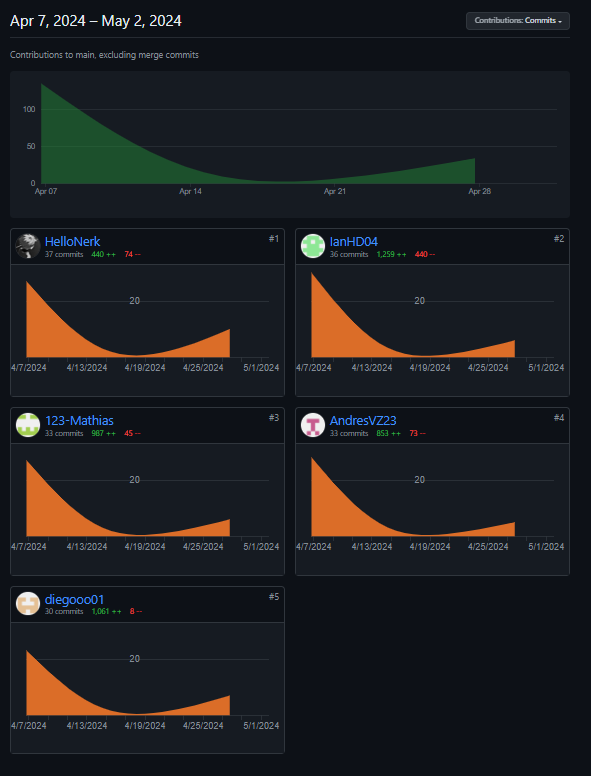 Apr 7, 2024 – May 2, 2024
Contributions: Commits
Contributions to main, excluding merge commits
100
50
0
Apr 07 Apr 14 Apr 21 Apr 28
HelloNerk #1
37 commits 440 ++ 74 --
20
4/7/2024 4/13/2024 4/19/2024 4/25/2024 5/1/2024
IanHD04 #2
36 commits 1,259 ++ 440 --
20
4/7/2024 4/13/2024 4/19/2024 4/25/2024 5/1/2024
123-Mathias #3
33 commits 987 ++ 45 --
20
4/7/2024 4/13/2024 4/19/2024 4/25/2024 5/1/2024
AndresVZ23 #4
33 commits 853 ++ 73 --
20
4/7/2024 4/13/2024 4/19/2024 4/25/2024 5/1/2024
diegooo01 #5
30 commits 1,061 ++ 8 --
20
4/7/2024 4/13/2024 4/19/2024 4/25/2024 5/1/2024